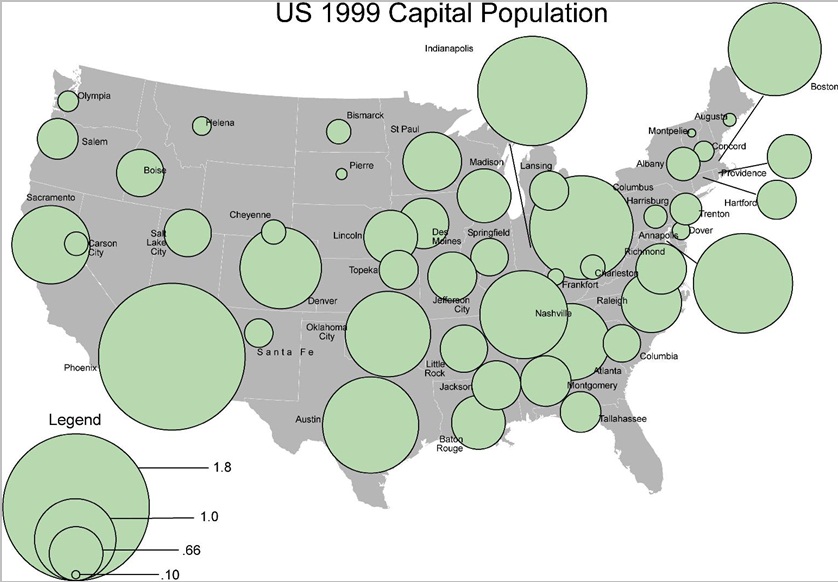 US 1999 Capital Population
Indianapolis
Boston
Olympia
Helena
Bismarck
Augusta
St Paul
Montpelier
Salem
Concord
Pierre
Madison
Lansing
Albany
Boise
Providence
Columbus
Sacramento
Harrisburg
Hartford
Cheyenne
Trenton
Salt
Lake
City
Lincoln
Des
Moines
Springfield
Dover
Annapolis
Carson
City
Richmond
Topeka
Charleston
Frankfort
Denver
Jefferson
City
Raleigh
Nashville
Oklahoma
City
Santa Fe
Columbia
Phoenix
Little
Rock
Atlanta
Jackson
Montgomery
Austin
Tallahassee
Baton
Rouge
Legend
1.8
1.0
.66
.10